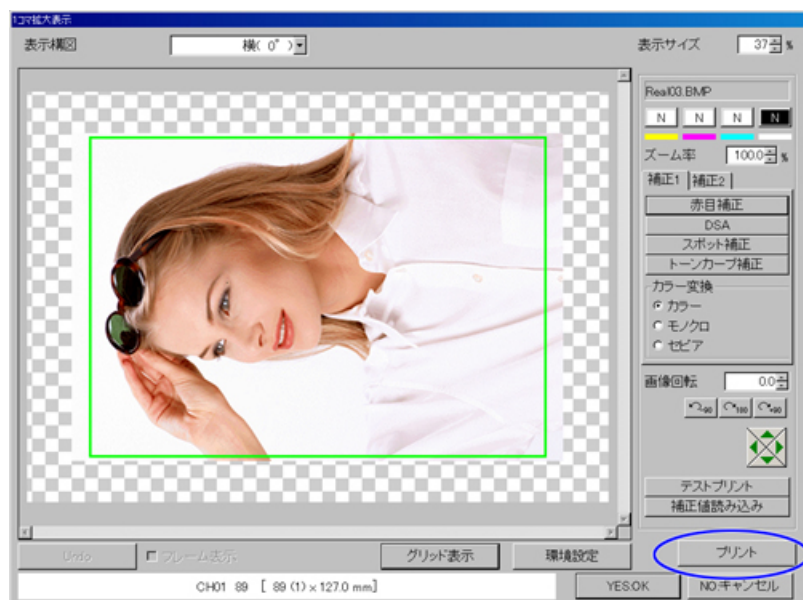 1コマ拡大表示
表示構図
横( 0° )
表示サイズ
37 %
Real03.BMP
N N N N
ズーム率
100.0 %
補正1 補正2
赤目補正
DSA
スポット補正
トーンカーブ補正
カラー変換
カラー
モノクロ
セピア
画像回転
0.0
-90 180 +90
テストプリント
補正値読み込み
Undo
フレーム表示
グリッド表示
環境設定
プリント
CH01 89 [ 89 (1) × 127.0 mm]
YES:OK
NO:キャンセル